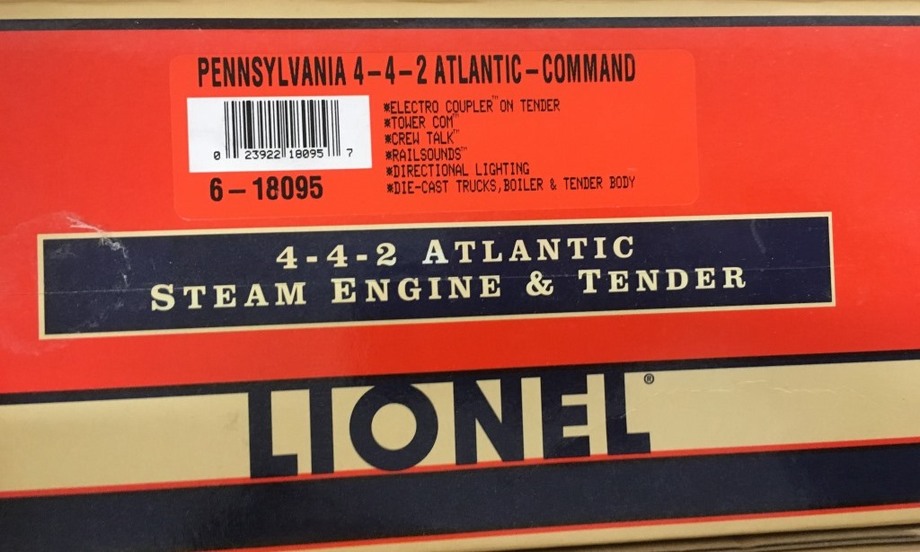 PENNSYLVANIA 4-4-2 ATLANTIC-COMMAND
*ELECTRO COUPLER™ ON TENDER
*TOWER COM™
*CREW TALK™
*RAILSOUNDS™
*DIRECTIONAL LIGHTING
*DIE-CAST TRUCKS, BOILER & TENDER BODY
0 23922 18095 7
6-18095
4-4-2 ATLANTIC
STEAM ENGINE & TENDER
LIONEL®